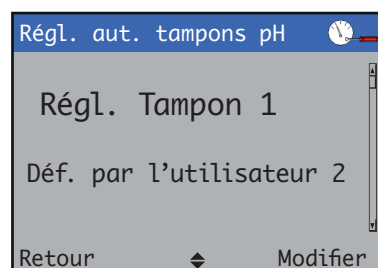 Régl. aut. tampons pH
Régl. Tampon 1
Déf. par l'utilisateur 2
Retour Modifier